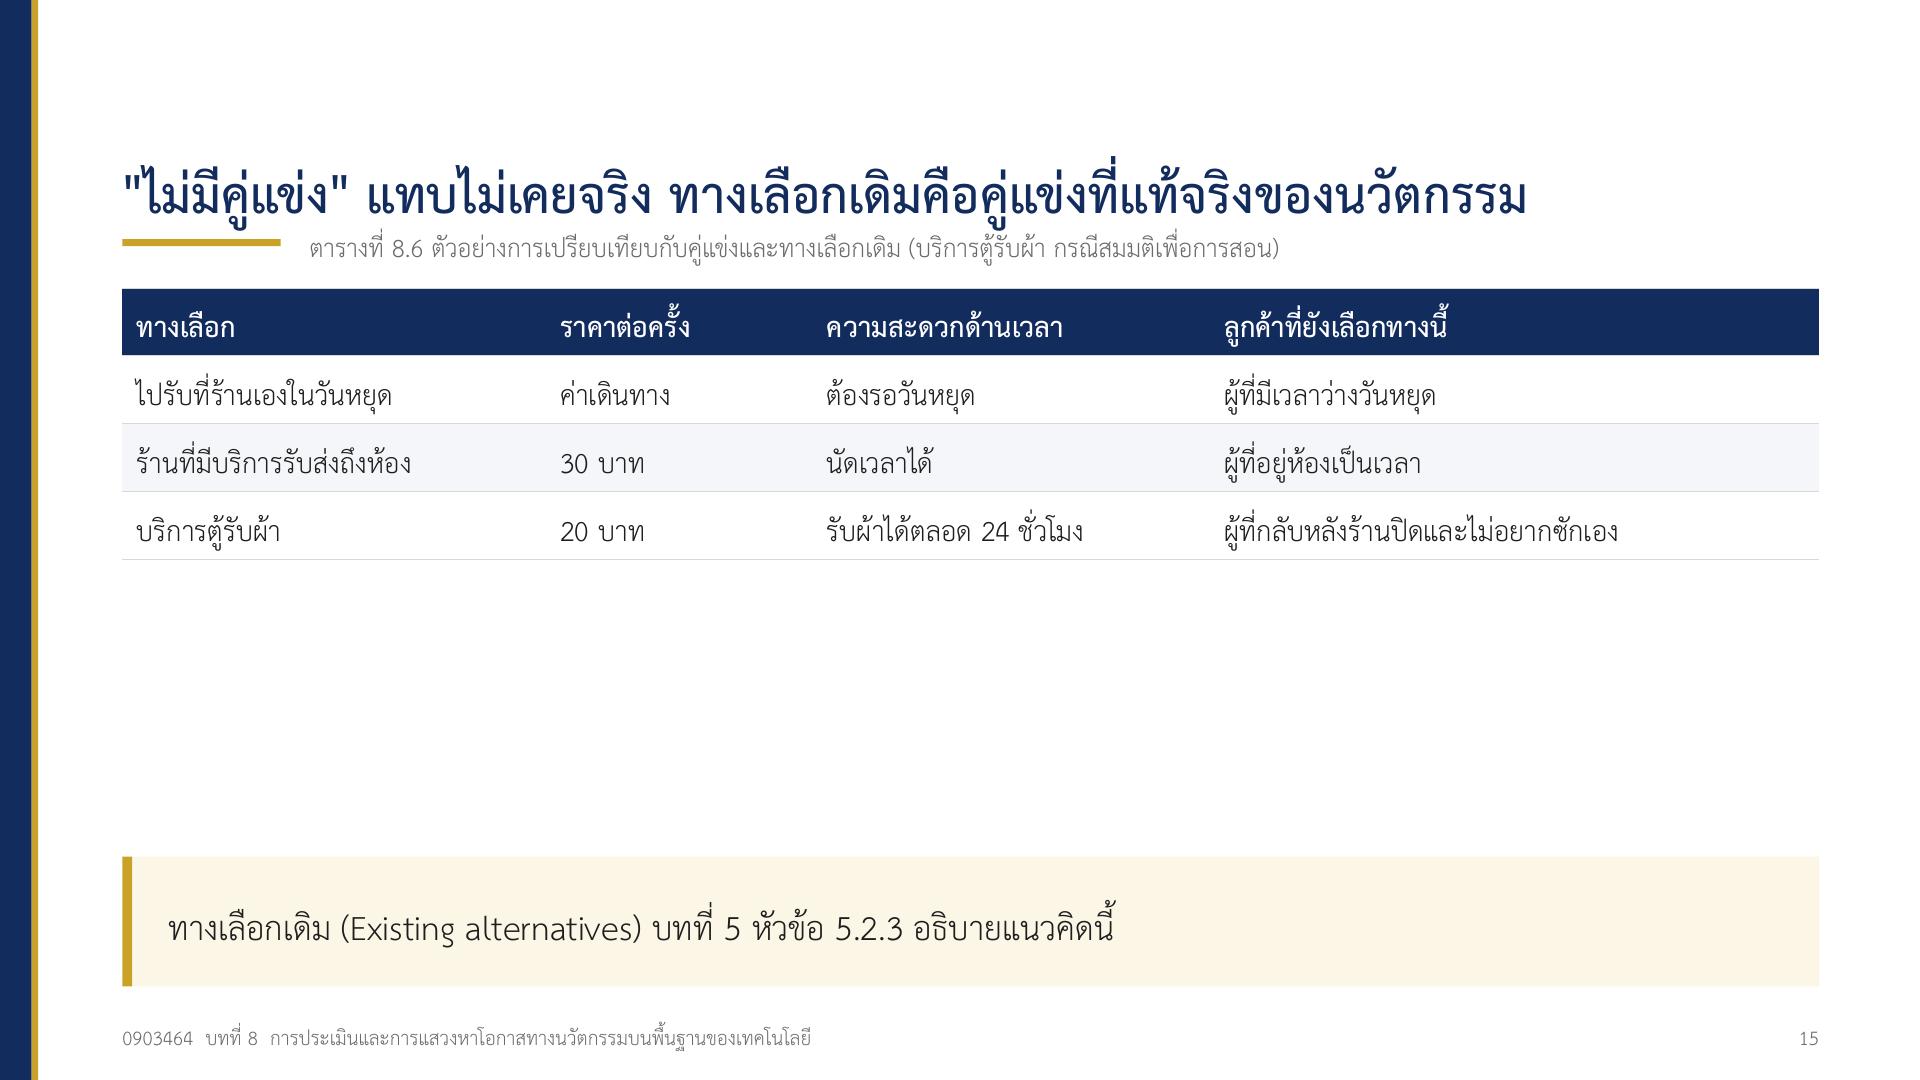 "ไม่มีคู่แข่ง" แทบไม่เคยจริง ทางเลือกเดิมคือคู่แข่งที่แท้จริงของนวัตกรรม
ตารางที่ 8.6 ตัวอย่างการเปรียบเทียบกับคู่แข่งและทางเลือกเดิม (บริการตู้รับผ้า กรณีสมมติเพื่อการสอน)
ทางเลือก ราคาต่อครั้ง ความสะดวกด้านเวลา ลูกค้าที่ยังเลือกทางนี้
ไปรับที่ร้านเองในวันหยุด ค่าเดินทาง ต้องรอวันหยุด ผู้ที่มีเวลาว่างวันหยุด
ร้านที่มีบริการรับส่งถึงห้อง 30 บาท นัดเวลาได้ ผู้ที่อยู่ห้องเป็นเวลา
บริการตู้รับผ้า 20 บาท รับผ้าได้ตลอด 24 ชั่วโมง ผู้ที่กลับหลังร้านปิดและไม่อยากซักเอง
ทางเลือกเดิม (Existing alternatives) บทที่ 5 หัวข้อ 5.2.3 อธิบายแนวคิดนี้
0903464 บทที่ 8 การประเมินและการแสวงหาโอกาสทางนวัตกรรมบนพื้นฐานของเทคโนโลยี 15